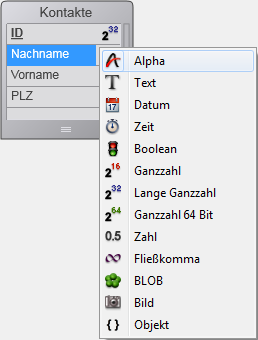 Kontakte
ID 2^32
Nachname
Vorname
PLZ
Alpha
T Text
17 Datum
Zeit
Boolean
2^16 Ganzzahl
2^32 Lange Ganzzahl
2^64 Ganzzahl 64 Bit
0.5 Zahl
∞ Fließkomma
BLOB
Bild
{ } Objekt